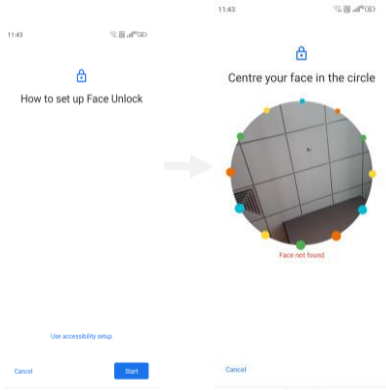 11:43
How to set up Face Unlock
Use accessibility setup
Cancel
Start
11:43
Centre your face in the circle
Face not found
Cancel